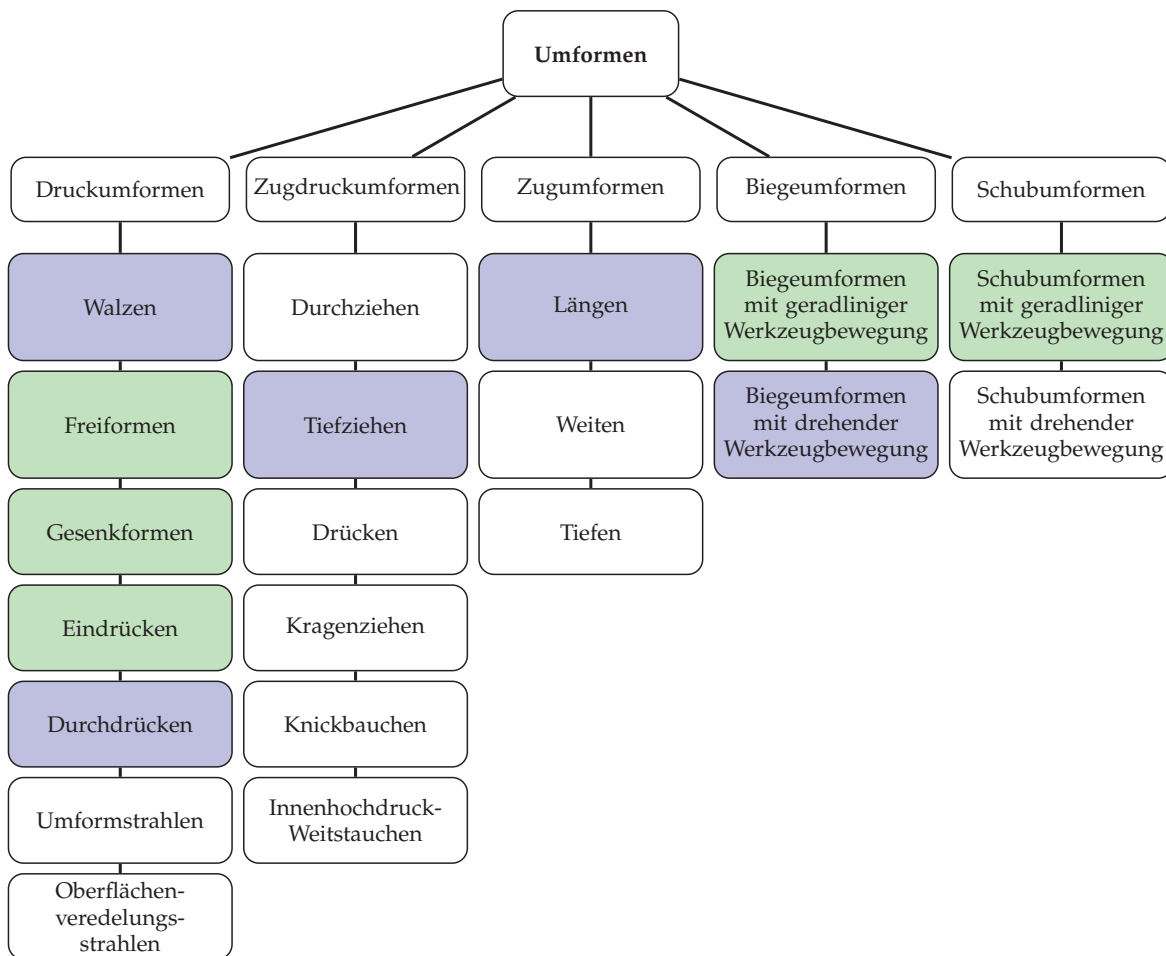 Umformen
Druckumformen
Zugdruckumformen
Zugumformen
Biegeumformen
Schubumformen
Walzen
Freiformen
Gesenkformen
Eindrücken
Durchdrücken
Umformstrahlen
Oberflächen-
veredelungs-
strahlen
Durchziehen
Tiefziehen
Drücken
Kragenziehen
Knickbauchen
Innenhochdruck-
Weitstauchen
Längen
Weiten
Tiefen
Biegeumformen
mit geradliniger
Werkzeugbewegung
Biegeumformen
mit drehender
Werkzeugbewegung
Schubumformen
mit geradliniger
Werkzeugbewegung
Schubumformen
mit drehender
Werkzeugbewegung